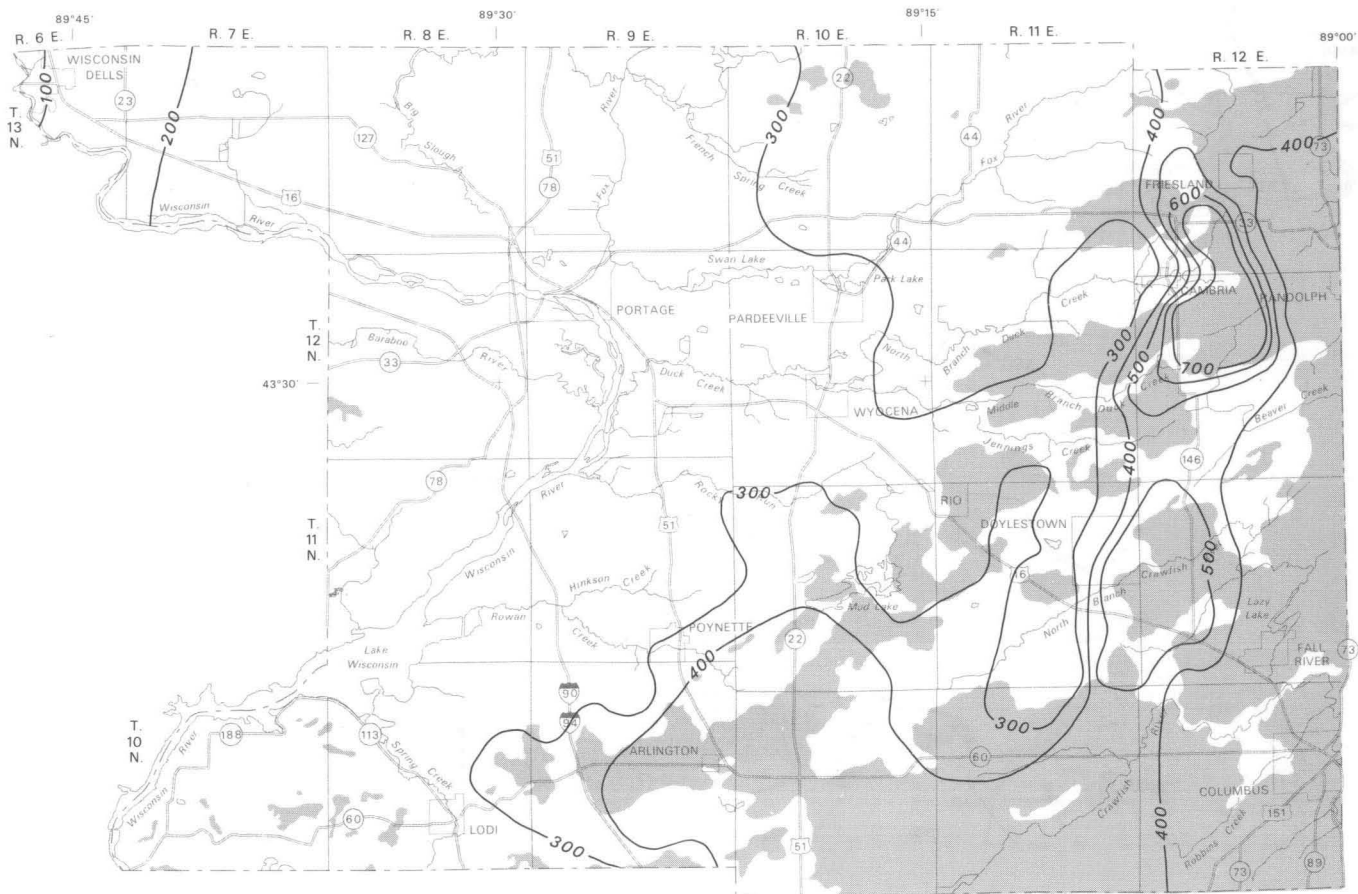 89°45′
89°30′
89°15′
89°00′
R. 6 E.
R. 7 E.
R. 8 E.
R. 9 E.
R. 10 E.
R. 11 E.
R. 12 E.
WISCONSIN
DELLS
100
23
22
T.
13
N.
200
300
400
400
73
127
Big
Slough
51
78
River
Fox
French
Spring Creek
44
Fox
River
16
Wisconsin
River
FRIESLAND
600
33
44
Swan Lake
Park Lake
CAMBRIA
RANDOLPH
PORTAGE
PARDEEVILLE
T.
12
N.
Baraboo
River
33
43°30′
Duck Creek
North
Branch
Duck
Creek
300
500
700
WYOCENA
Middle
Branch
Duck
Creek
Beaver Creek
Jennings
Creek
400
146
78
T.
11
N.
Wisconsin
River
51
Rocky
Run
300
RIO
DOYLESTOWN
16
500
Crawfish
Branch
North
Hinkson
Creek
Rowan
Creek
Mud Lake
Lazy
Lake
POYNETTE
22
400
FALL
RIVER
73
Lake
Wisconsin
90
94
T.
10
N.
188
113
River
Wisconsin
Spring
Creek
ARLINGTON
300
60
River
Crawfish
60
LODI
300
51
400
COLUMBUS
151
Robbins
Creek
73
89